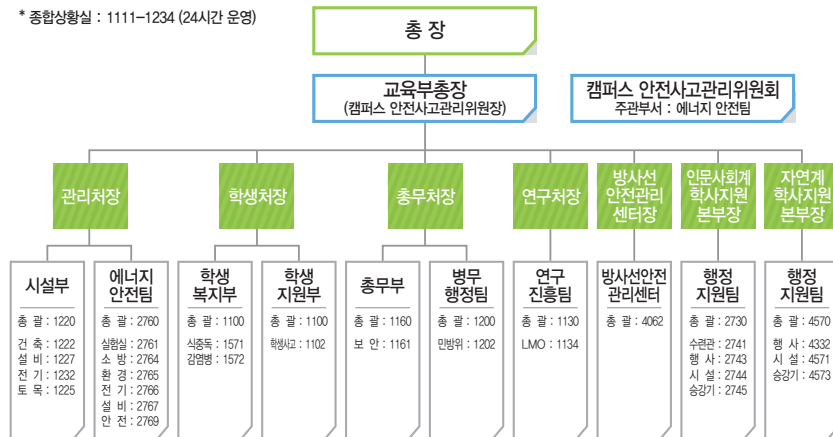 * 종합상황실 : 1111-1234 (24시간 운영)
총 장
교육부총장
(캠퍼스 안전사고관리위원장)
캠퍼스 안전사고관리위원회
주관부서 : 에너지 안전팀
관리처장
학생처장
총무처장
연구처장
방사선
안전관리
센터장
인문사회계
학사지원
본부장
자연계
학사지원
본부장
시설부
총 괄 : 1220
건 축 : 1222
설 비 : 1227
전 기 : 1232
토 목 : 1225
에너지
안전팀
총 괄 : 2760
실험실 : 2761
소 방 : 2764
환 경 : 2765
전 기 : 2766
설 비 : 2767
안 전 : 2769
학생
복지부
총 괄 : 1100
식중독 : 1571
감염병 : 1572
학생
지원부
총 괄 : 1100
학생사고 : 1102
총무부
총 괄 : 1160
보 안 : 1161
병무
행정팀
총 괄 : 1200
민방위 : 1202
연구
진흥팀
총 괄 : 1130
LMO : 1134
방사선안전
관리센터
총 괄 : 4062
행정
지원팀
총 괄 : 2730
수련관 : 2741
행 사 : 2743
시 설 : 2744
승강기 : 2745
행정
지원팀
총 괄 : 4570
행 사 : 4332
시 설 : 4571
승강기 : 4573